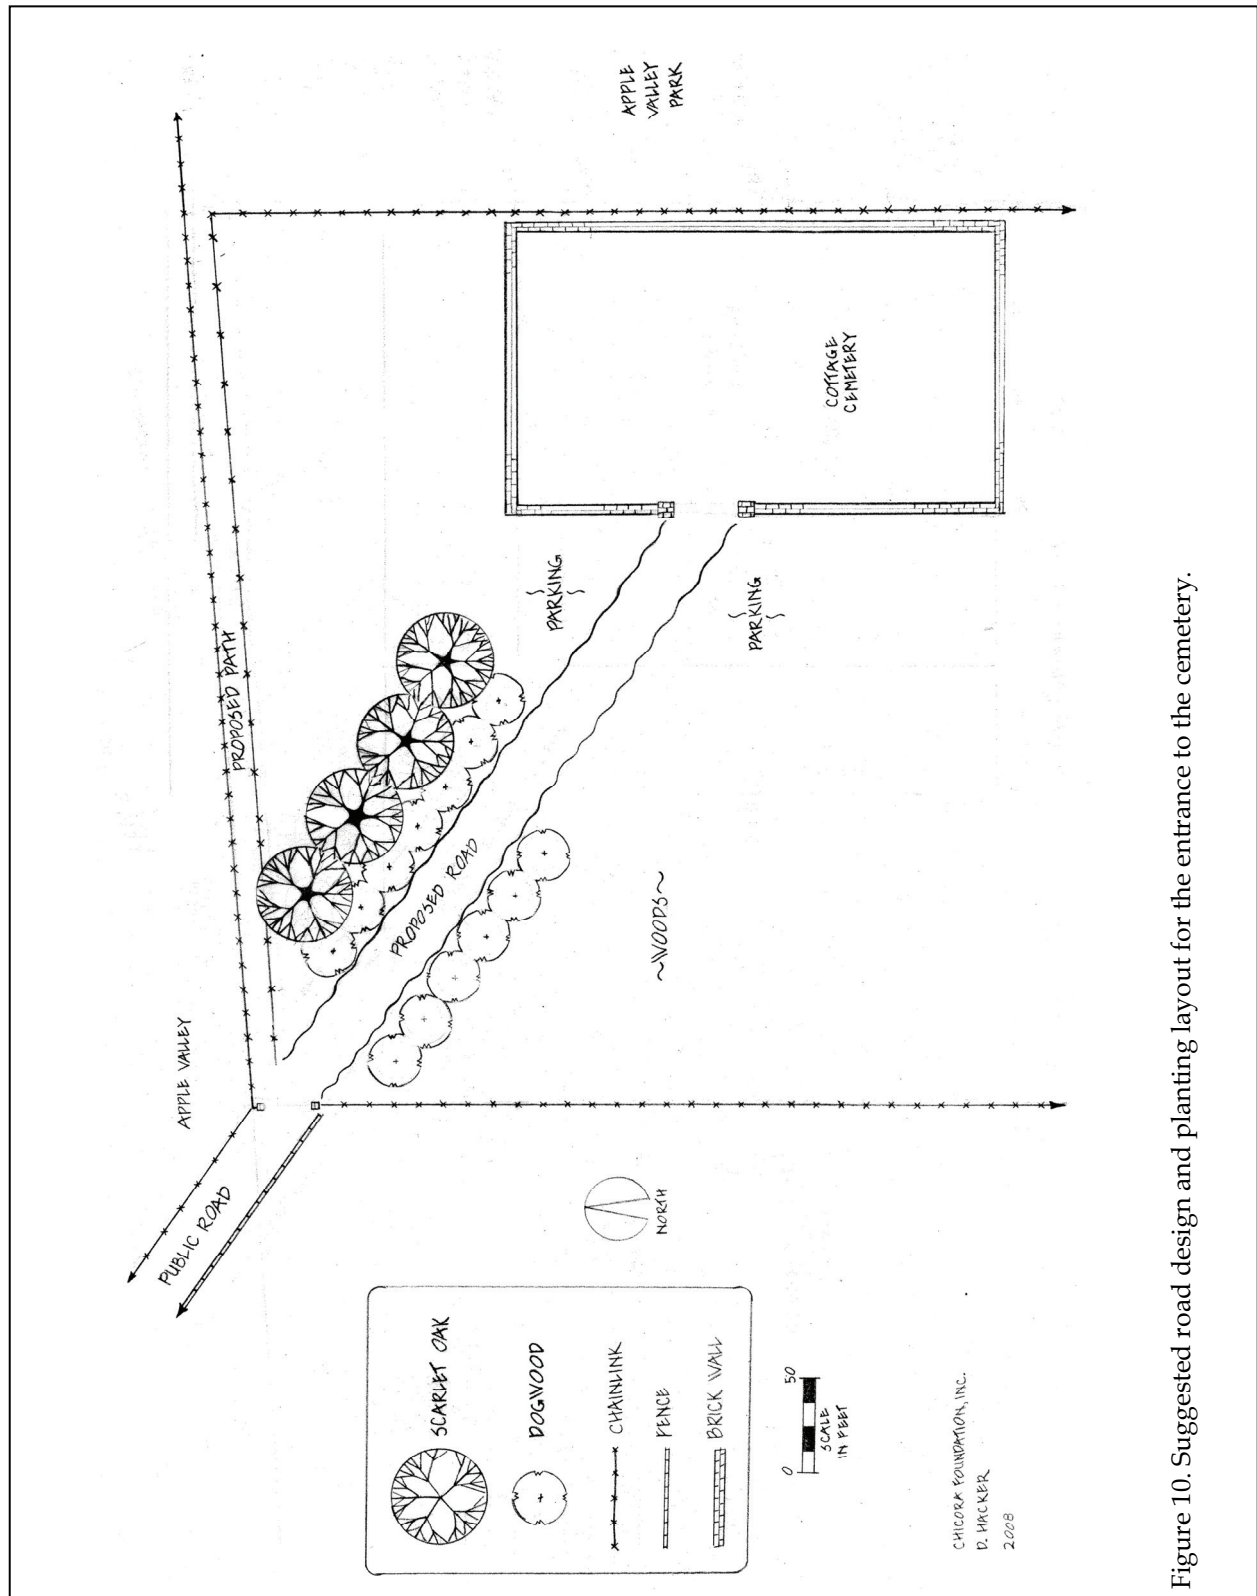 APPLE
VALLEY
PARK
APPLE VALLEY
PROPOSED PATH
PUBLIC ROAD
PROPOSED ROAD
PARKING
PARKING
COTTAGE
CEMETERY
WOODS
NORTH
SCARLET OAK
DOGWOOD
CHAINLINK
FENCE
BRICK WALL
0 50
SCALE
IN FEET
CHICORA FOUNDATION, INC.
D. HACKER
2008
Figure 10. Suggested road design and planting layout for the entrance to the cemetery.